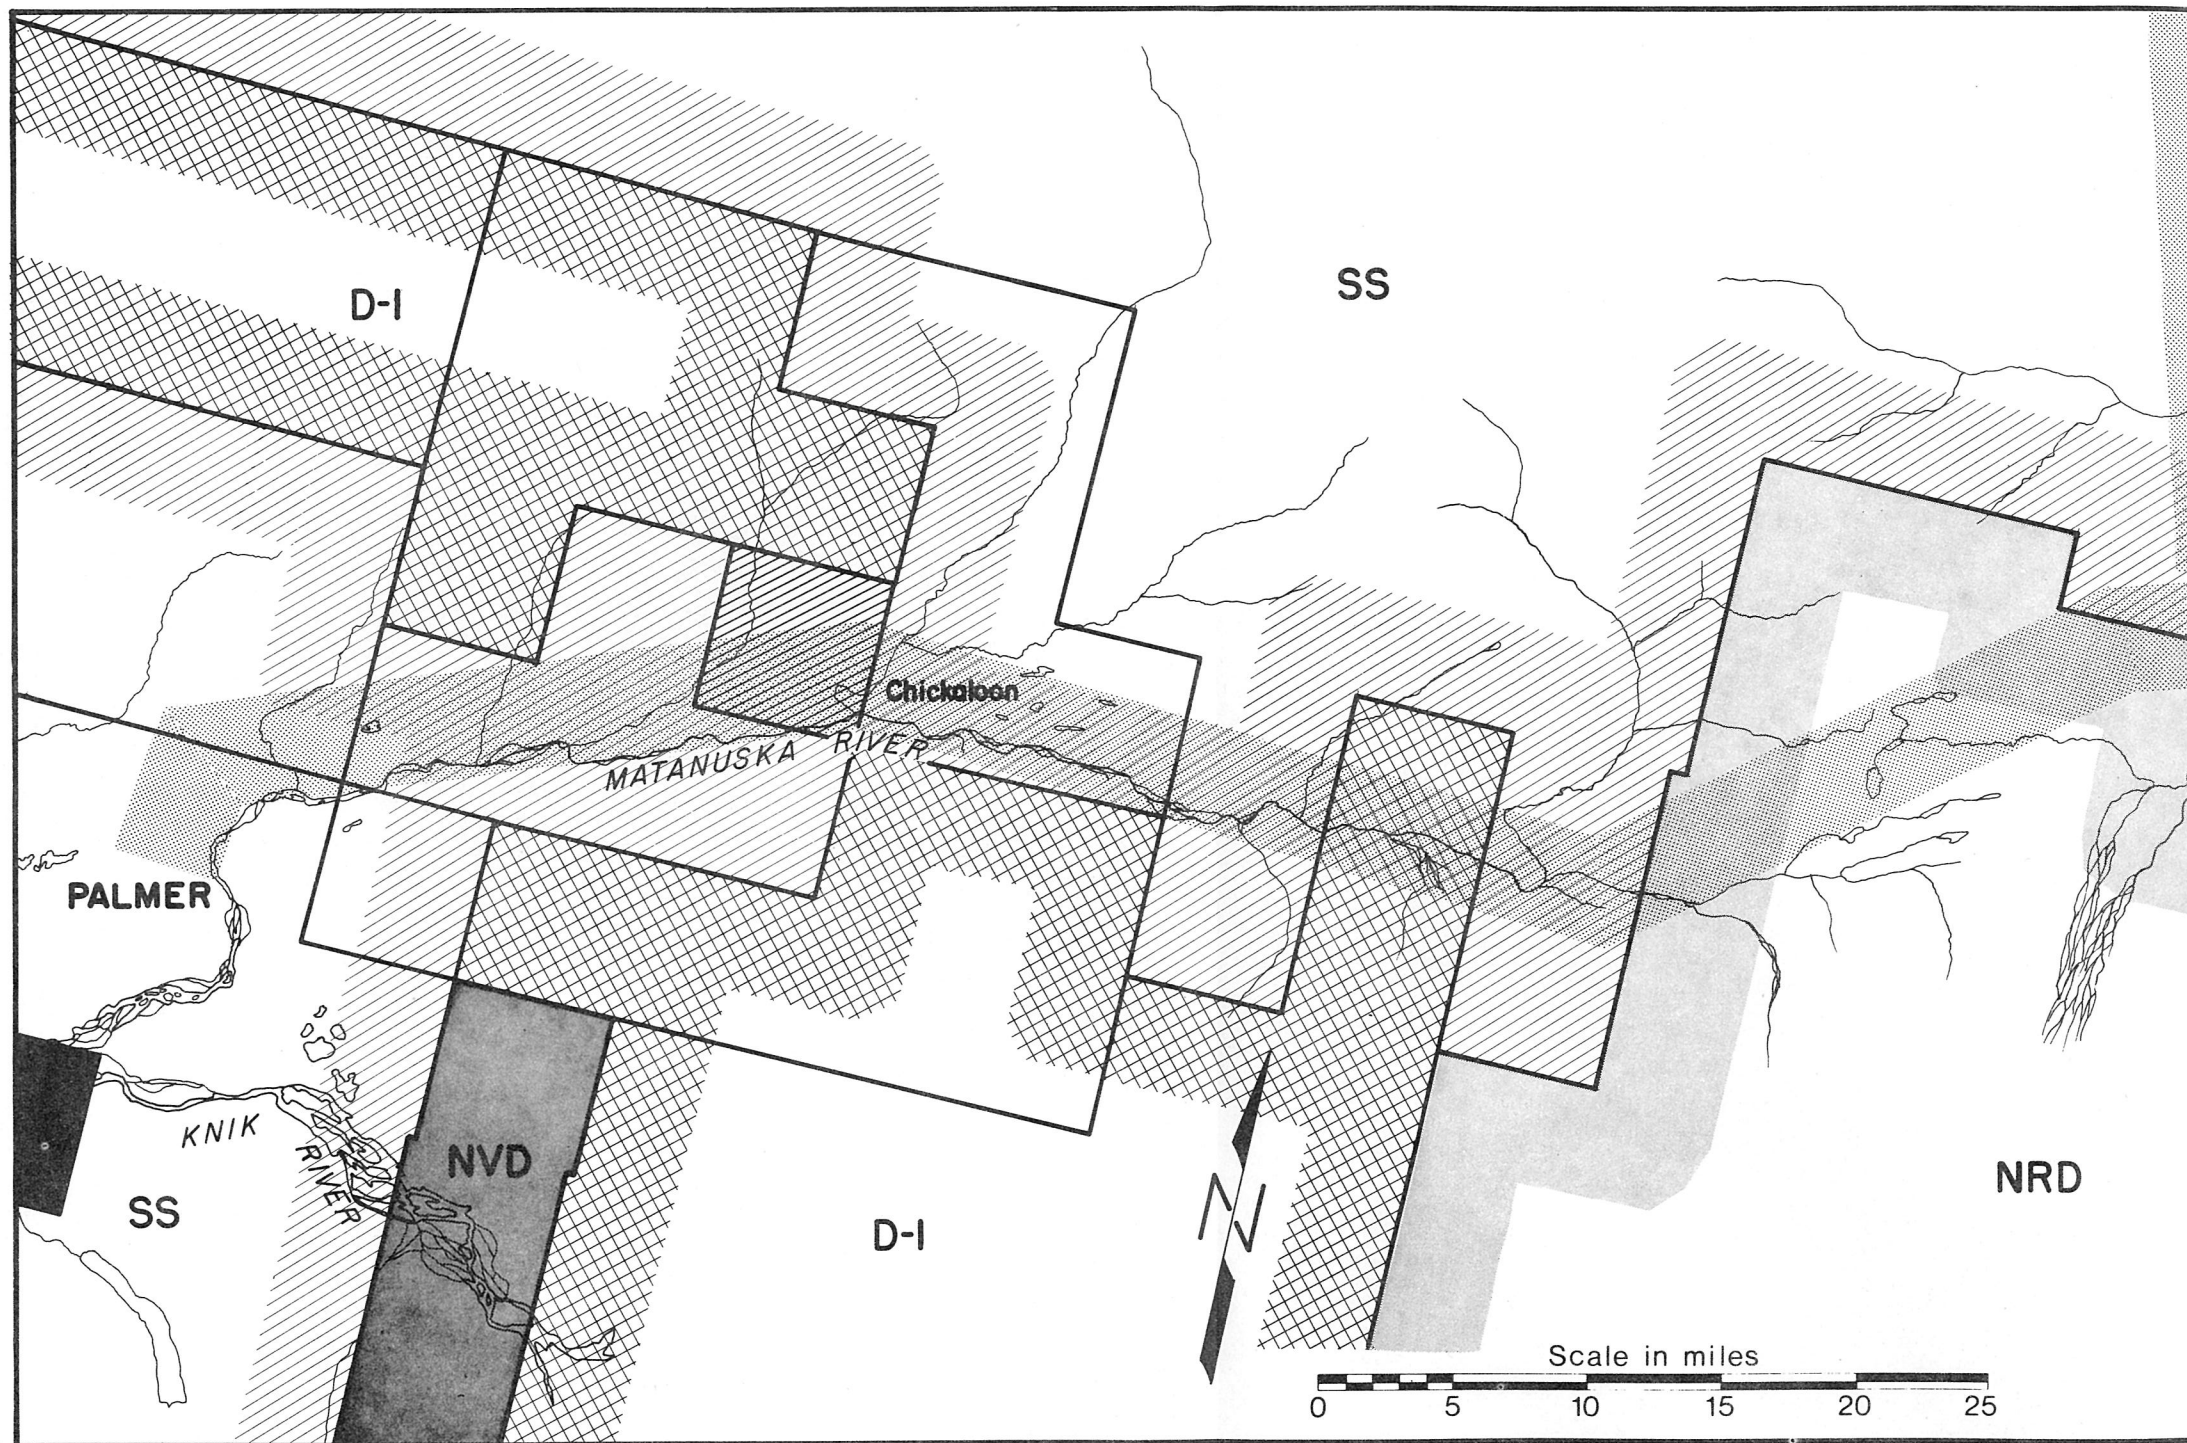 SS
D-I
Chickaloon
MATANUSKA RIVER
PALMER
KNIK RIVER
NVD
NRD
SS
D-I
N
Scale in miles
0 5 10 15 20 25